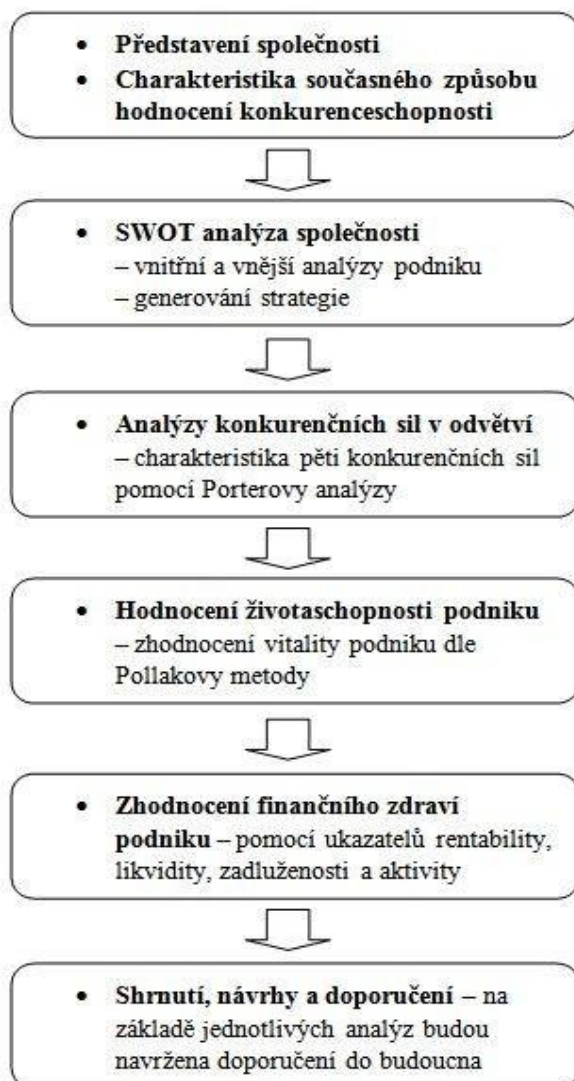 • Představení společnosti
• Charakteristika současného způsobu
hodnocení konkurenceschopnosti
• SWOT analýza společnosti
– vnitřní a vnější analýzy podniku
– generování strategie
• Analýzy konkurenčních sil v odvětví
– charakteristika pěti konkurenčních sil
pomocí Porterovy analýzy
• Hodnocení životaschopnosti podniku
– zhodnocení vitality podniku dle
Pollakovy metody
• Zhodnocení finančního zdraví
podniku – pomocí ukazatelů rentability,
likvidity, zadluženosti a aktivity
• Shrnutí, návrhy a doporučení – na
základě jednotlivých analýz budou
navržena doporučení do budoucna